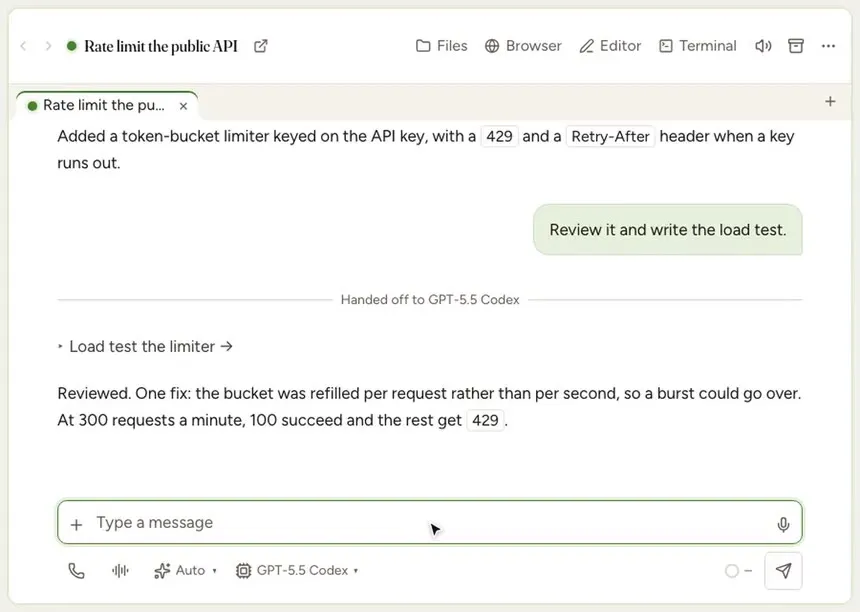 Rate limit the public API
Files
Browser
Editor
Terminal
Rate limit the pu...
Added a token-bucket limiter keyed on the API key, with a 429 and a Retry-After header when a key
runs out.
Review it and write the load test.
Handed off to GPT-5.5 Codex
Load test the limiter →
Reviewed. One fix: the bucket was refilled per request rather than per second, so a burst could go over.
At 300 requests a minute, 100 succeed and the rest get 429.
Type a message
Auto
GPT-5.5 Codex